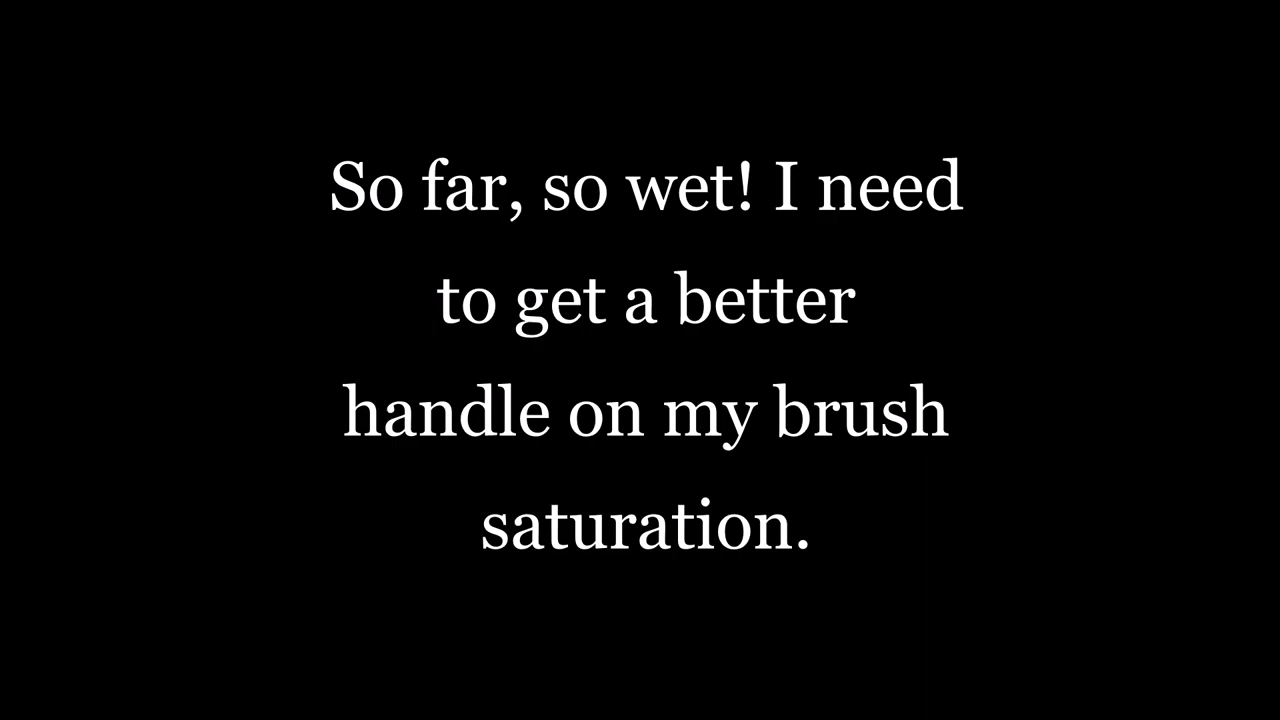 So far, so wet! I need
to get a better
handle on my brush
saturation.